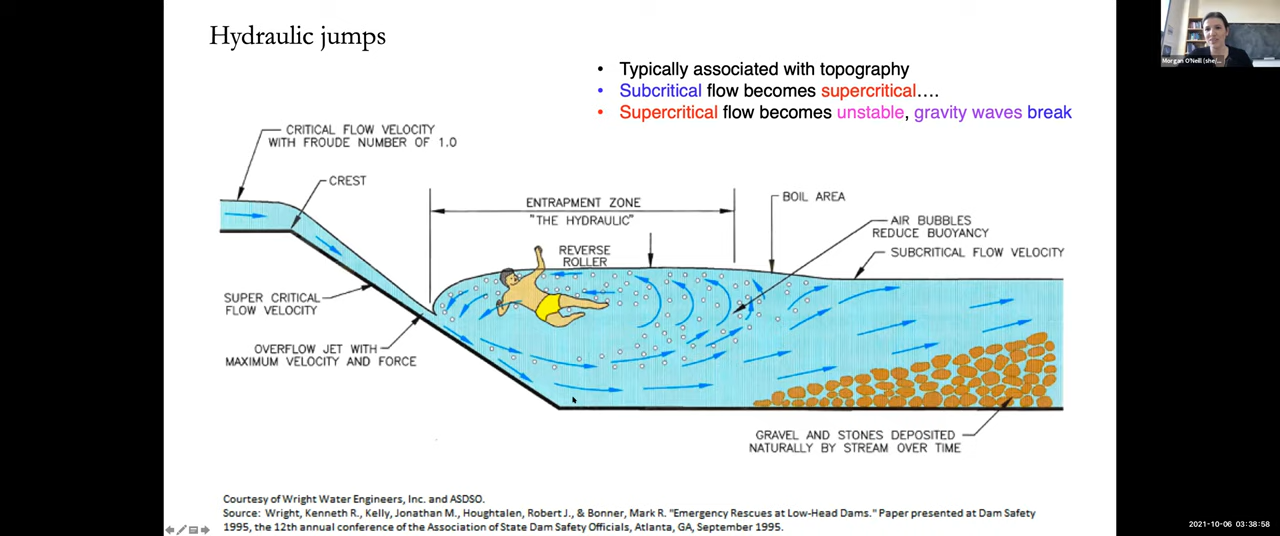 Hydraulic jumps
• Typically associated with topography
• Subcritical flow becomes supercritical....
• Supercritical flow becomes unstable, gravity waves break
Morgan O'Neill (she/...
CRITICAL FLOW VELOCITY
WITH FROUDE NUMBER OF 1.0
CREST
ENTRAPMENT ZONE
"THE HYDRAULIC"
BOIL AREA
AIR BUBBLES
REDUCE BUOYANCY
REVERSE
ROLLER
SUBCRITICAL FLOW VELOCITY
SUPER CRITICAL
FLOW VELOCITY
OVERFLOW JET WITH
MAXIMUM VELOCITY AND FORCE
GRAVEL AND STONES DEPOSITED
NATURALLY BY STREAM OVER TIME
Courtesy of Wright Water Engineers, Inc. and ASDSO.
Source: Wright, Kenneth R., Kelly, Jonathan M., Houghtalen, Robert J., & Bonner, Mark R. "Emergency Rescues at Low-Head Dams." Paper presented at Dam Safety
1995, the 12th annual conference of the Association of State Dam Safety Officials, Atlanta, GA, September 1995.
2021-10-06 03:38:58